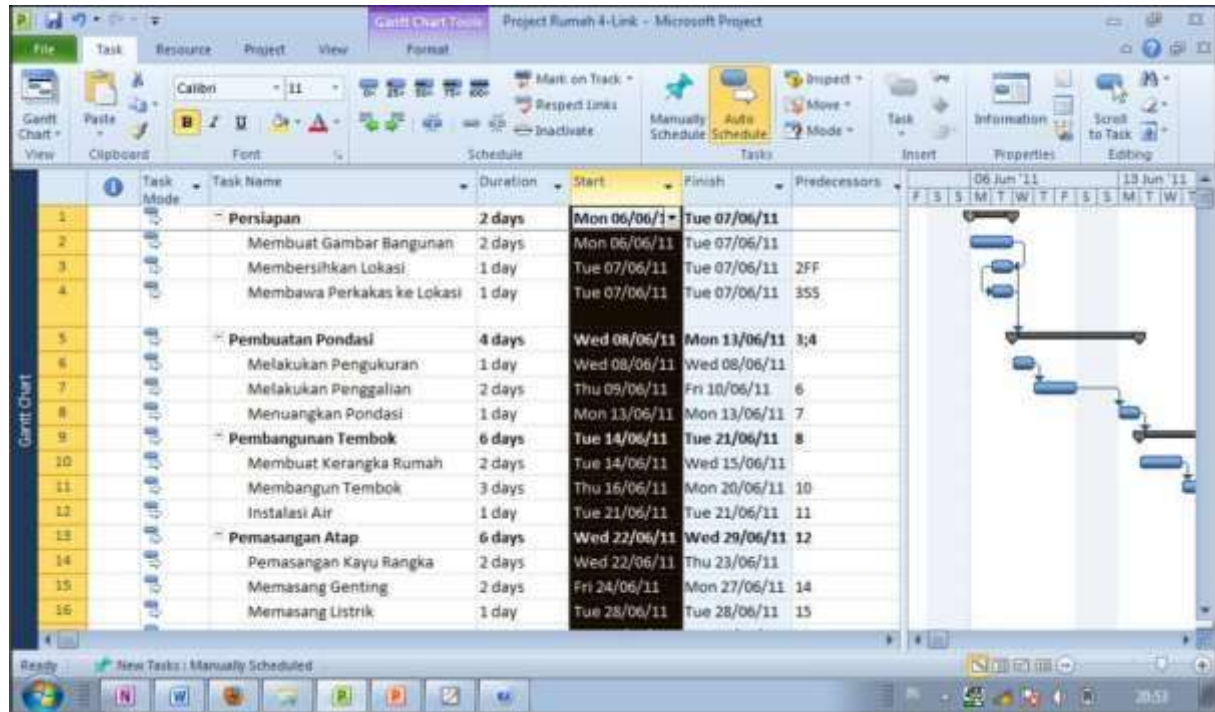 Gantt Chart Tools
Project Rumah 4-Link - Microsoft Project
File Task Resource Project View Format
Calibri 11
Mark on Track
Respect Links
Inactivate
Inspect
Move
Mode
Gantt Chart
Paste
B I U A
Manually Schedule
Auto Schedule
Task
Information
Scroll to Task
View Clipboard Font Schedule Tasks Insert Properties Editing
Task Mode Task Name Duration Start Finish Predecessors 06 Jun '11 13 Jun '11
F S S M T W T F S S M T W T
1 Persiapan 2 days Mon 06/06/1 Tue 07/06/11
2 Membuat Gambar Bangunan 2 days Mon 06/06/11 Tue 07/06/11
3 Membersihkan Lokasi 1 day Tue 07/06/11 Tue 07/06/11 2FF
4 Membawa Perkakas ke Lokasi 1 day Tue 07/06/11 Tue 07/06/11 3SS
5 Pembuatan Pondasi 4 days Wed 08/06/11 Mon 13/06/11 3;4
6 Melakukan Pengukuran 1 day Wed 08/06/11 Wed 08/06/11
7 Melakukan Penggalian 2 days Thu 09/06/11 Fri 10/06/11 6
8 Menuangkan Pondasi 1 day Mon 13/06/11 Mon 13/06/11 7
9 Pembangunan Tembok 6 days Tue 14/06/11 Tue 21/06/11 8
10 Membuat Kerangka Rumah 2 days Tue 14/06/11 Wed 15/06/11
11 Membangun Tembok 3 days Thu 16/06/11 Mon 20/06/11 10
12 Instalasi Air 1 day Tue 21/06/11 Tue 21/06/11 11
13 Pemasangan Atap 6 days Wed 22/06/11 Wed 29/06/11 12
14 Pemasangan Kayu Rangka 2 days Wed 22/06/11 Thu 23/06/11
15 Memasang Genting 2 days Fri 24/06/11 Mon 27/06/11 14
16 Memasang Listrik 1 day Tue 28/06/11 Tue 28/06/11 15
Gantt Chart
Ready New Tasks : Manually Scheduled
20:53